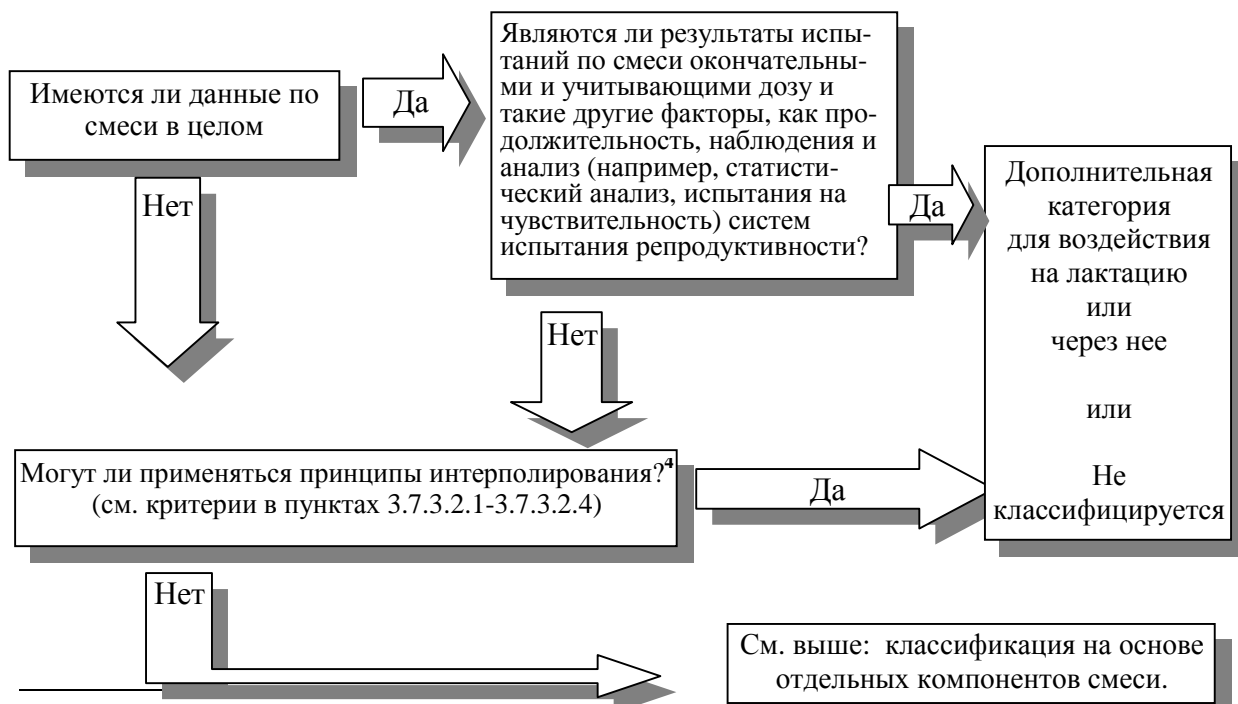 Имеются ли данные по
смеси в целом
Да
Являются ли результаты испы-
таний по смеси окончательны-
ми и учитывающими дозу и
такие другие факторы, как про-
должительность, наблюдения и
анализ (например, статисти-
ческий анализ, испытания на
чувствительность) систем
испытания репродуктивности?
Да
Дополнительная
категория
для воздействия
на лактацию
или
через нее
или
Не
классифицируется
Нет
Нет
Могут ли применяться принципы интерполирования?⁴
(см. критерии в пунктах 3.7.3.2.1-3.7.3.2.4)
Да
Нет
См. выше: классификация на основе
отдельных компонентов смеси.